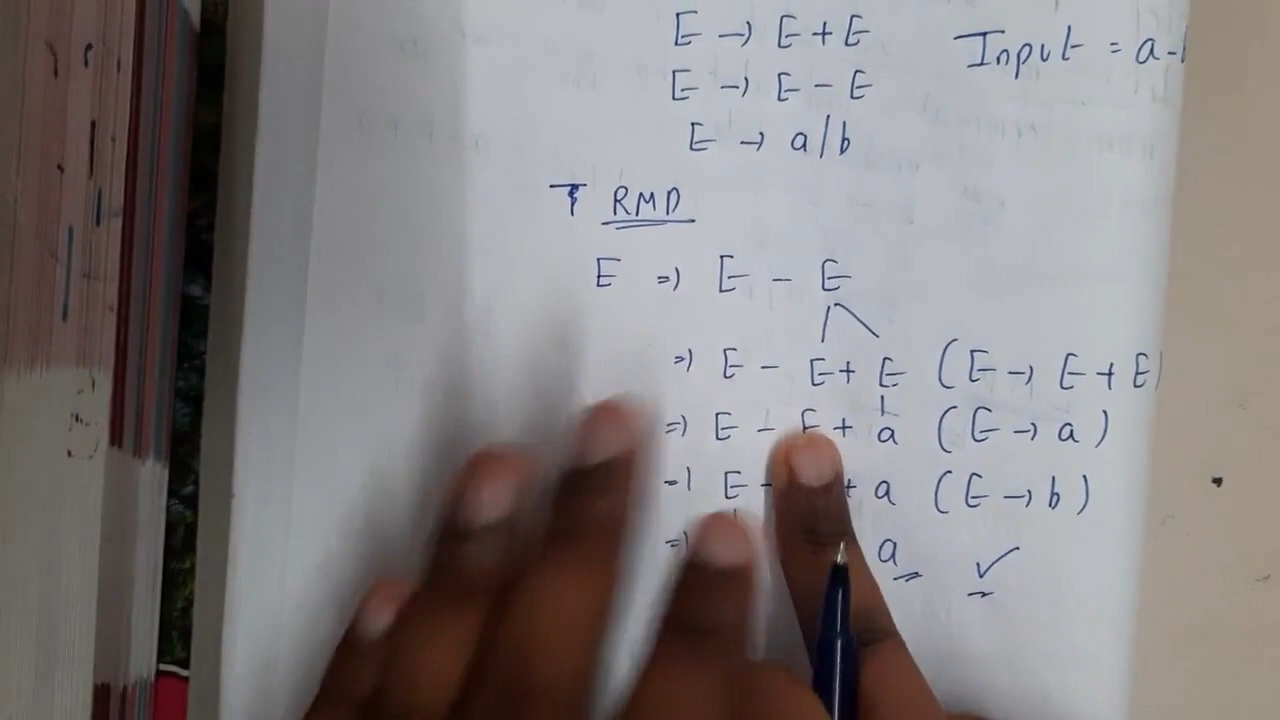 E → E + E
Input = a -
E → E - E
E → a/b
RMD
E => E - E
=> E - E + E (E → E + E)
=> E - E + a (E → a)
=> E - + a (E → b)
=> a ✓